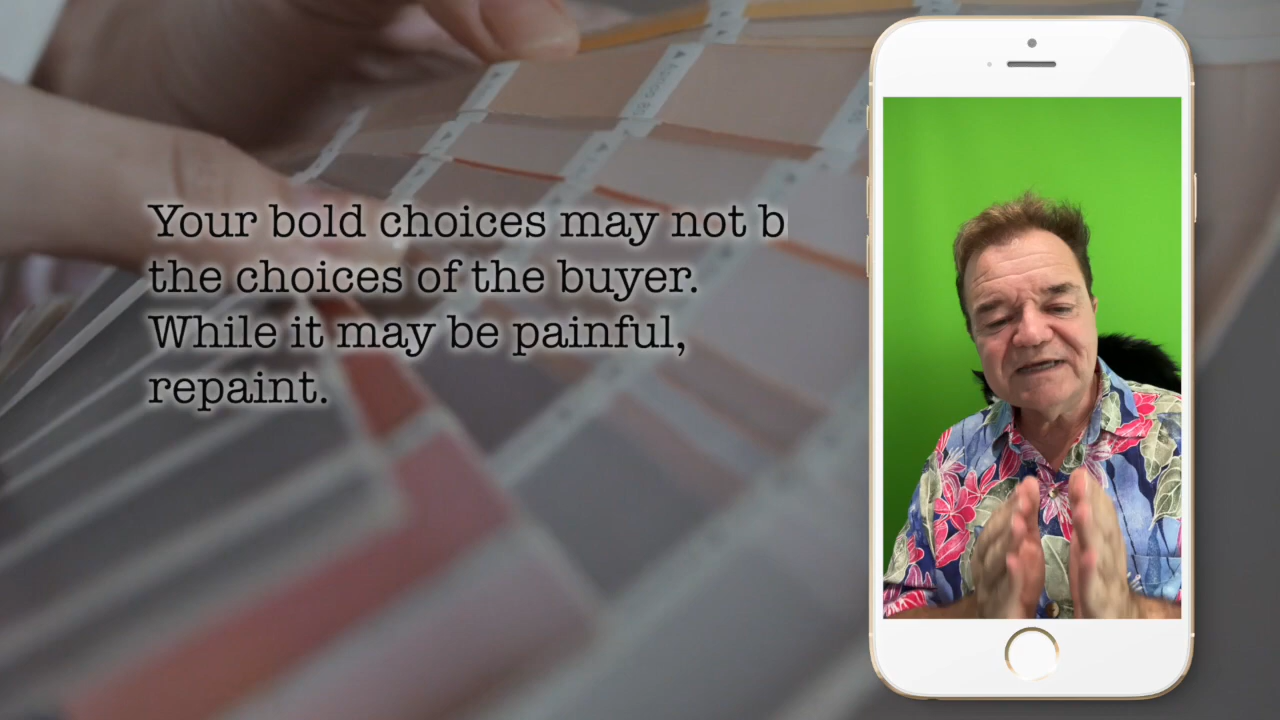 Your bold choices may not b
the choices of the buyer.
While it may be painful,
repaint.